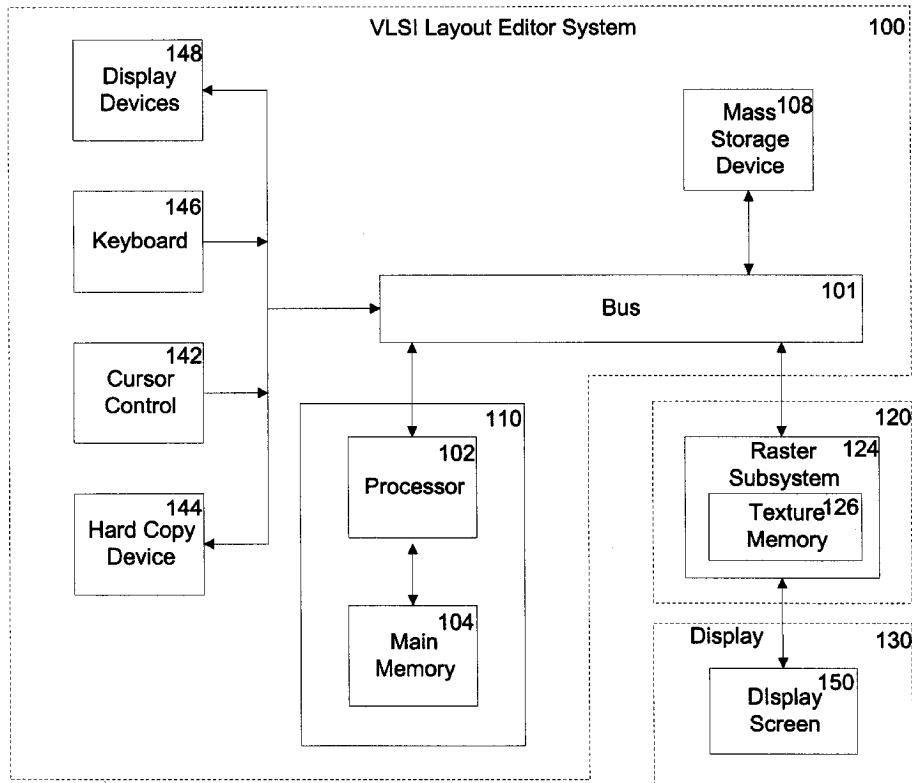 VLSI Layout Editor System 100
148
Display
Devices
108
Mass
Storage
Device
146
Keyboard
101
Bus
142
Cursor
Control
110
120
102
Processor
124
Raster
Subsystem
126
Texture
Memory
144
Hard Copy
Device
104
Main
Memory
Display 130
150
DIsplay
Screen